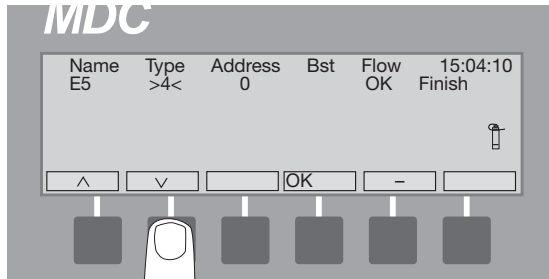 MDC
Name Type Address Bst Flow 15:04:10
E5 >4< 0 OK Finish
OK –